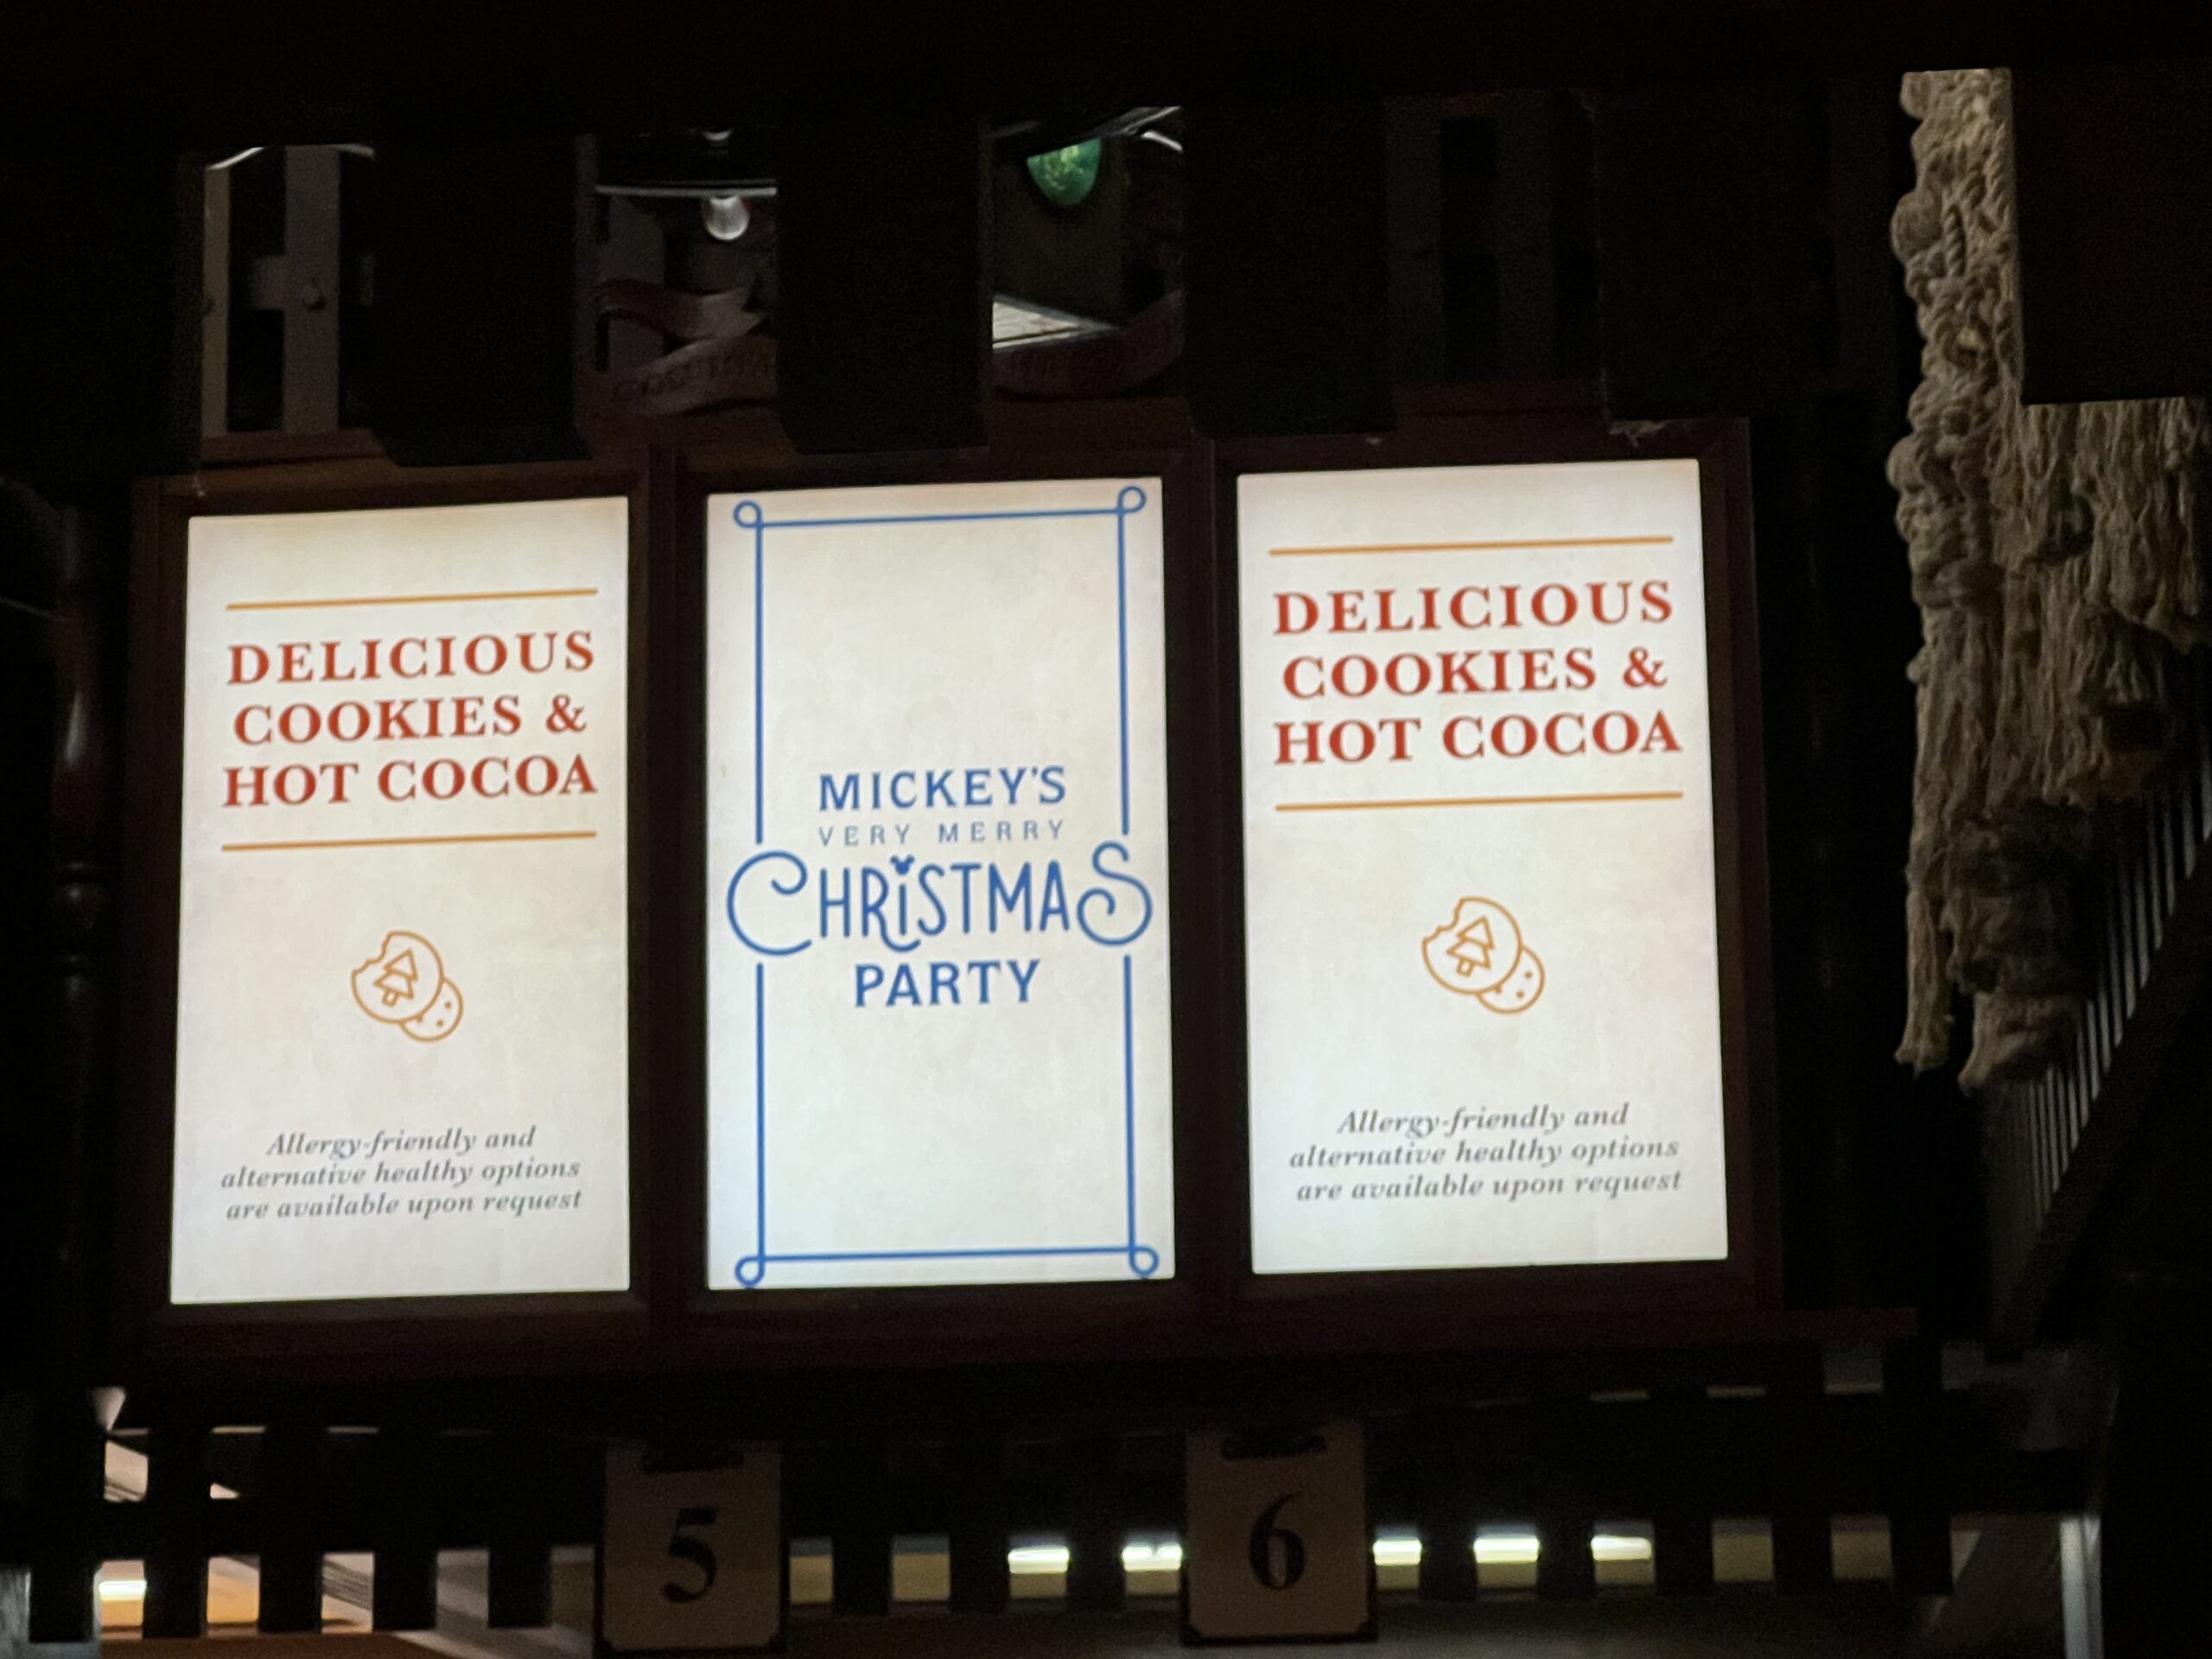 DELICIOUS
COOKIES &
HOT COCOA
Allergy-friendly and
alternative healthy options
are available upon request
MICKEY'S
VERY MERRY
CHRiSTMAS
PARTY
DELICIOUS
COOKIES &
HOT COCOA
Allergy-friendly and
alternative healthy options
are available upon request
5
6